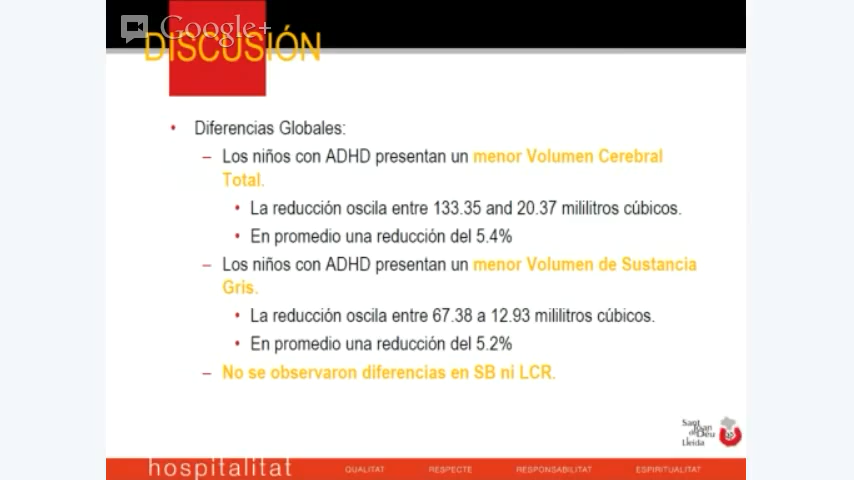 Google+
DISCUSIÓN
• Diferencias Globales:
– Los niños con ADHD presentan un menor Volumen Cerebral
Total.
• La reducción oscila entre 133.35 and 20.37 mililitros cúbicos.
• En promedio una reducción del 5.4%
– Los niños con ADHD presentan un menor Volumen de Sustancia
Gris.
• La reducción oscila entre 67.38 a 12.93 mililitros cúbicos.
• En promedio una reducción del 5.2%
– No se observaron diferencias en SB ni LCR.
Sant
Joan
de Deu
Lleida
hospitalitat QUALITAT RESPECTE RESPONSABILITAT ESPIRITUALITAT